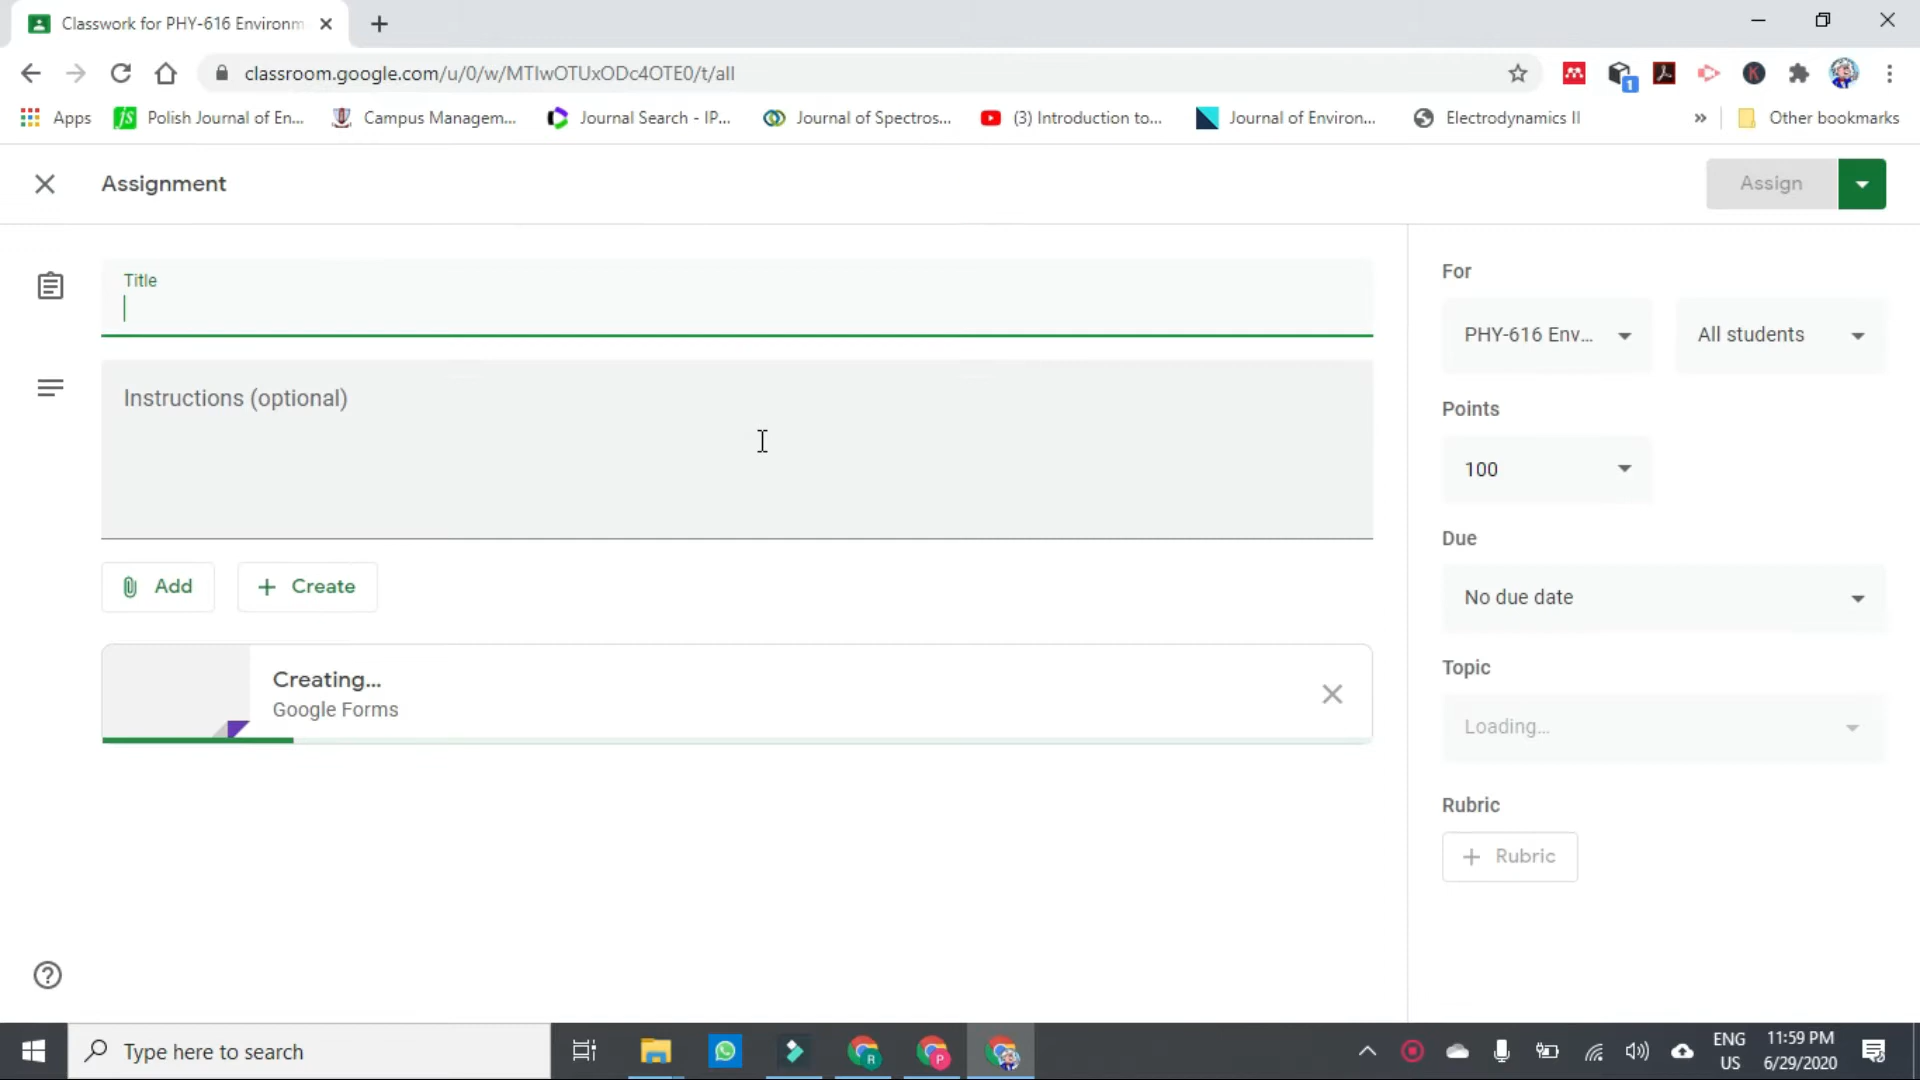 Classwork for PHY-616 Environm
classroom.google.com/u/0/w/MTIwOTUxODc4OTE0/t/all
1
Apps
Polish Journal of En...
Campus Managem...
Journal Search - IP...
Journal of Spectros...
(3) Introduction to...
Journal of Environ...
Electrodynamics II
»
Other bookmarks
Assignment
Assign
Title
Instructions (optional)
Add
Create
Creating...
Google Forms
For
PHY-616 Env...
All students
Points
100
Due
No due date
Topic
Loading...
Rubric
Rubric
Type here to search
ENG
US
11:59 PM
6/29/2020